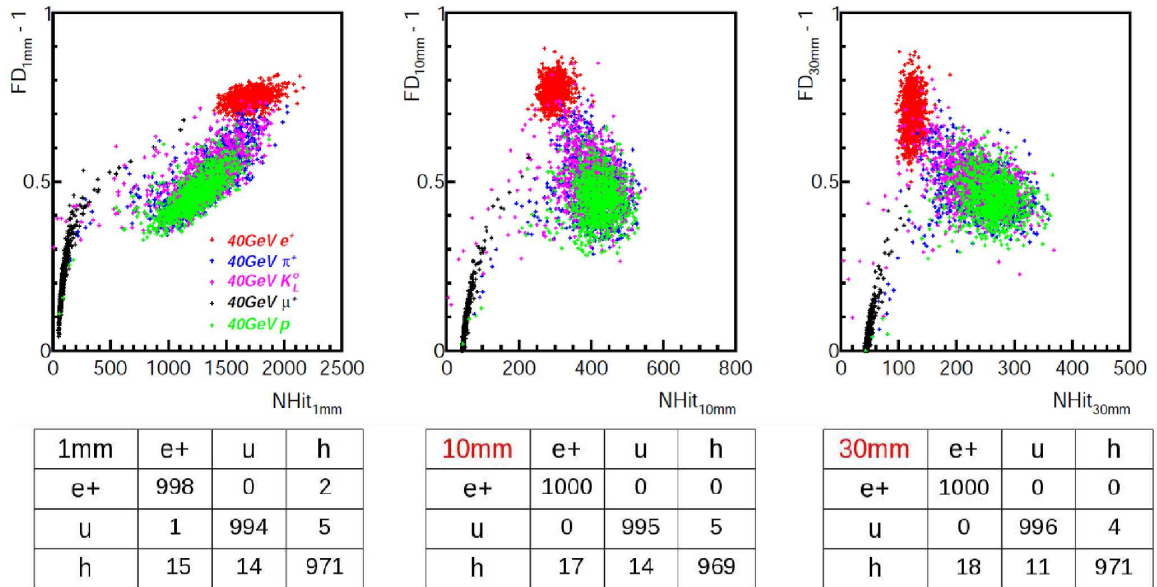 FD1mm - 1
1
0.5
0
0 500 1000 1500 2000 2500
NHit1mm
40GeV e+
40GeV π+
40GeV K0L
40GeV μ+
40GeV p
FD10mm - 1
1
0.5
0
0 200 400 600 800
NHit10mm
FD30mm - 1
1
0.5
0
0 100 200 300 400 500
NHit30mm
1mm e+ u h
e+ 998 0 2
u 1 994 5
h 15 14 971
10mm e+ u h
e+ 1000 0 0
u 0 995 5
h 17 14 969
30mm e+ u h
e+ 1000 0 0
u 0 996 4
h 18 11 971